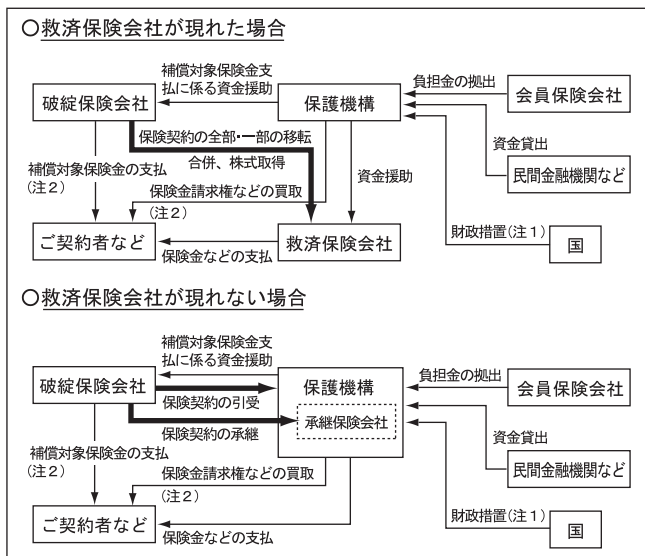 ○救済保険会社が現れた場合
補償対象保険金支
払に係る資金援助
負担金の拠出
破綻保険会社
保護機構
会員保険会社
保険契約の全部・一部の移転
合併、株式取得
資金貸出
補償対象保険金の支払
(注2)
資金援助
民間金融機関など
保険金請求権などの買取
(注2)
財政措置(注1)
ご契約者など
保険金などの支払
救済保険会社
国
○救済保険会社が現れない場合
補償対象保険金支
払に係る資金援助
負担金の拠出
破綻保険会社
保護機構
会員保険会社
保険契約の引受
承継保険会社
保険契約の承継
資金貸出
補償対象保険金の支払
(注2)
民間金融機関など
保険金請求権などの買取
(注2)
財政措置(注1)
ご契約者など
保険金などの支払
国